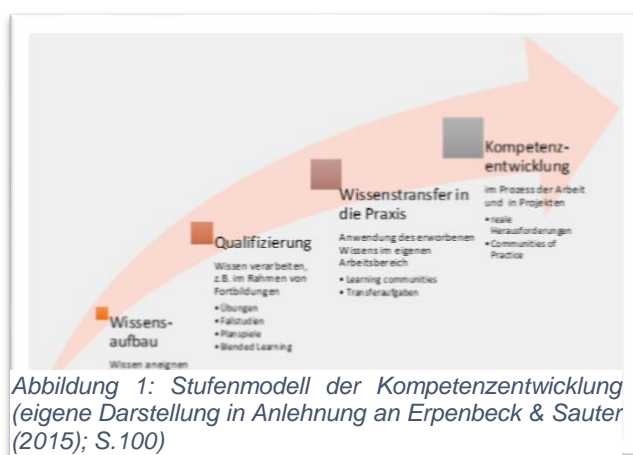 Kompetenz-
entwicklung
im Prozess der Arbeit
und in Projekten
• reale
Herausforderungen
• Communities of
Practice
Wissenstransfer in
die Praxis
Anwendung des erworbenen
Wissens im eigenen
Arbeitsbereich
• Learning communities
• Transferaufgaben
Qualifizierung
Wissen verarbeiten,
z.B. im Rahmen von
Fortbildungen
• Übungen
• Fallstudien
• Planspiele
• Blended Learning
Wissens-
aufbau
Wissen aneignen
Abbildung 1: Stufenmodell der Kompetenzentwicklung
(eigene Darstellung in Anlehnung an Erpenbeck & Sauter
(2015); S.100)